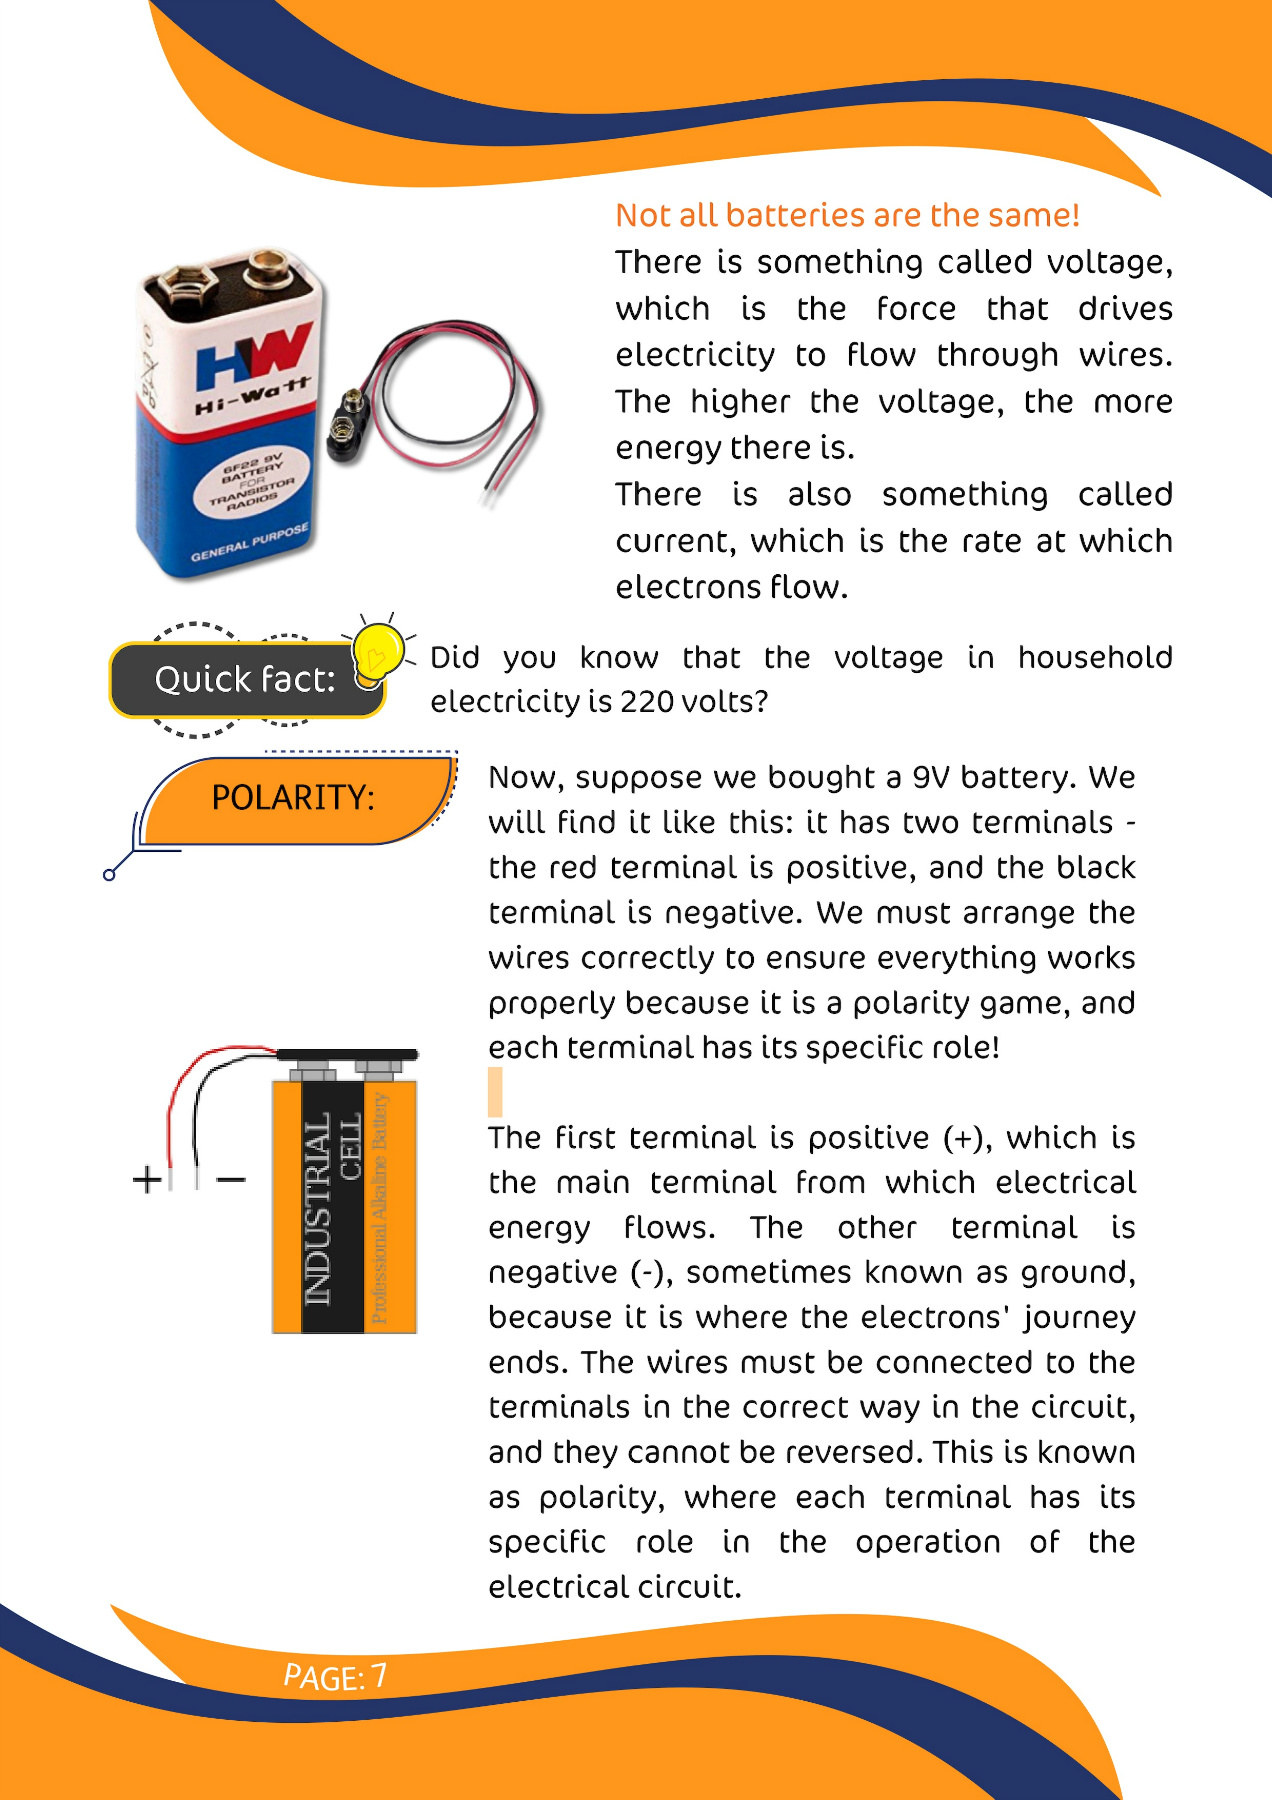 Not all batteries are the same!
There is something called voltage,
which is the force that drives
electricity to flow through wires.
The higher the voltage, the more
energy there is.
There is also something called
current, which is the rate at which
electrons flow.
HW
Hi-Watt
Pb
6F22 9V
BATTERY
FOR
TRANSISTOR
RADIOS
GENERAL PURPOSE
Quick fact:
Did you know that the voltage in household
electricity is 220 volts?
POLARITY:
Now, suppose we bought a 9V battery. We
will find it like this: it has two terminals -
the red terminal is positive, and the black
terminal is negative. We must arrange the
wires correctly to ensure everything works
properly because it is a polarity game, and
each terminal has its specific role!
The first terminal is positive (+), which is
the main terminal from which electrical
energy flows. The other terminal is
negative (-), sometimes known as ground,
because it is where the electrons' journey
ends. The wires must be connected to the
terminals in the correct way in the circuit,
and they cannot be reversed. This is known
as polarity, where each terminal has its
specific role in the operation of the
electrical circuit.
+ −
INDUSTRIAL
CELL
Professional Alkaline Battery
PAGE: 7